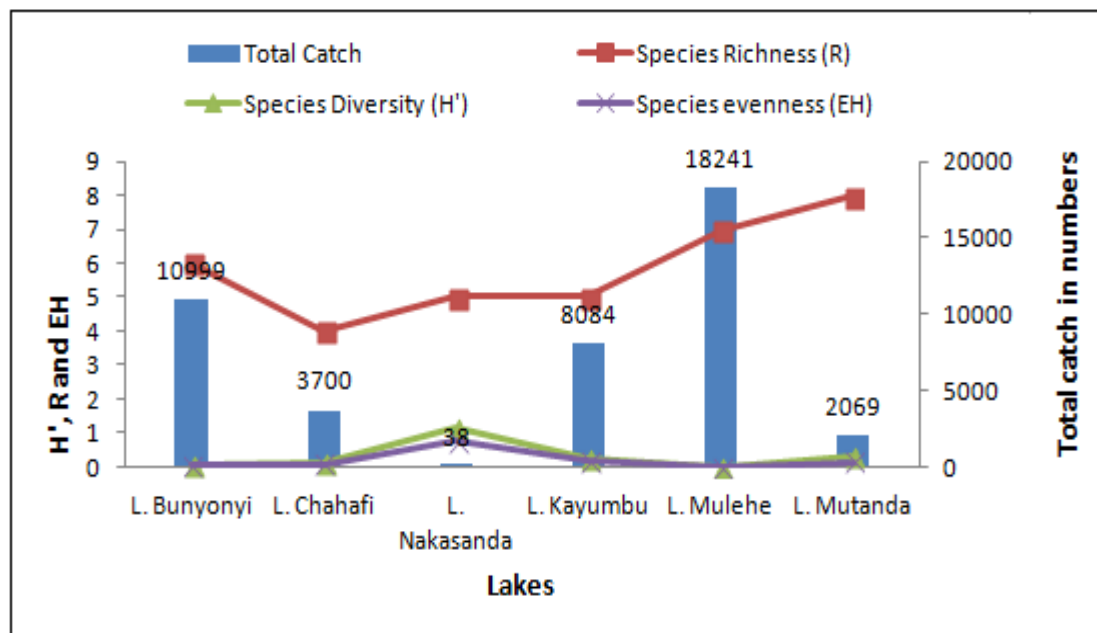 Total Catch
Species Richness (R)
Species Diversity (H')
Species evenness (EH)
H', R and EH
9
8
7
6
5
4
3
2
1
0
10999
3700
38
8084
18241
2069
20000
15000
10000
5000
0
Total catch in numbers
L. Bunyonyi
L. Chahafi
L.
Nakasanda
L. Kayumbu
L. Mulehe
L. Mutanda
Lakes